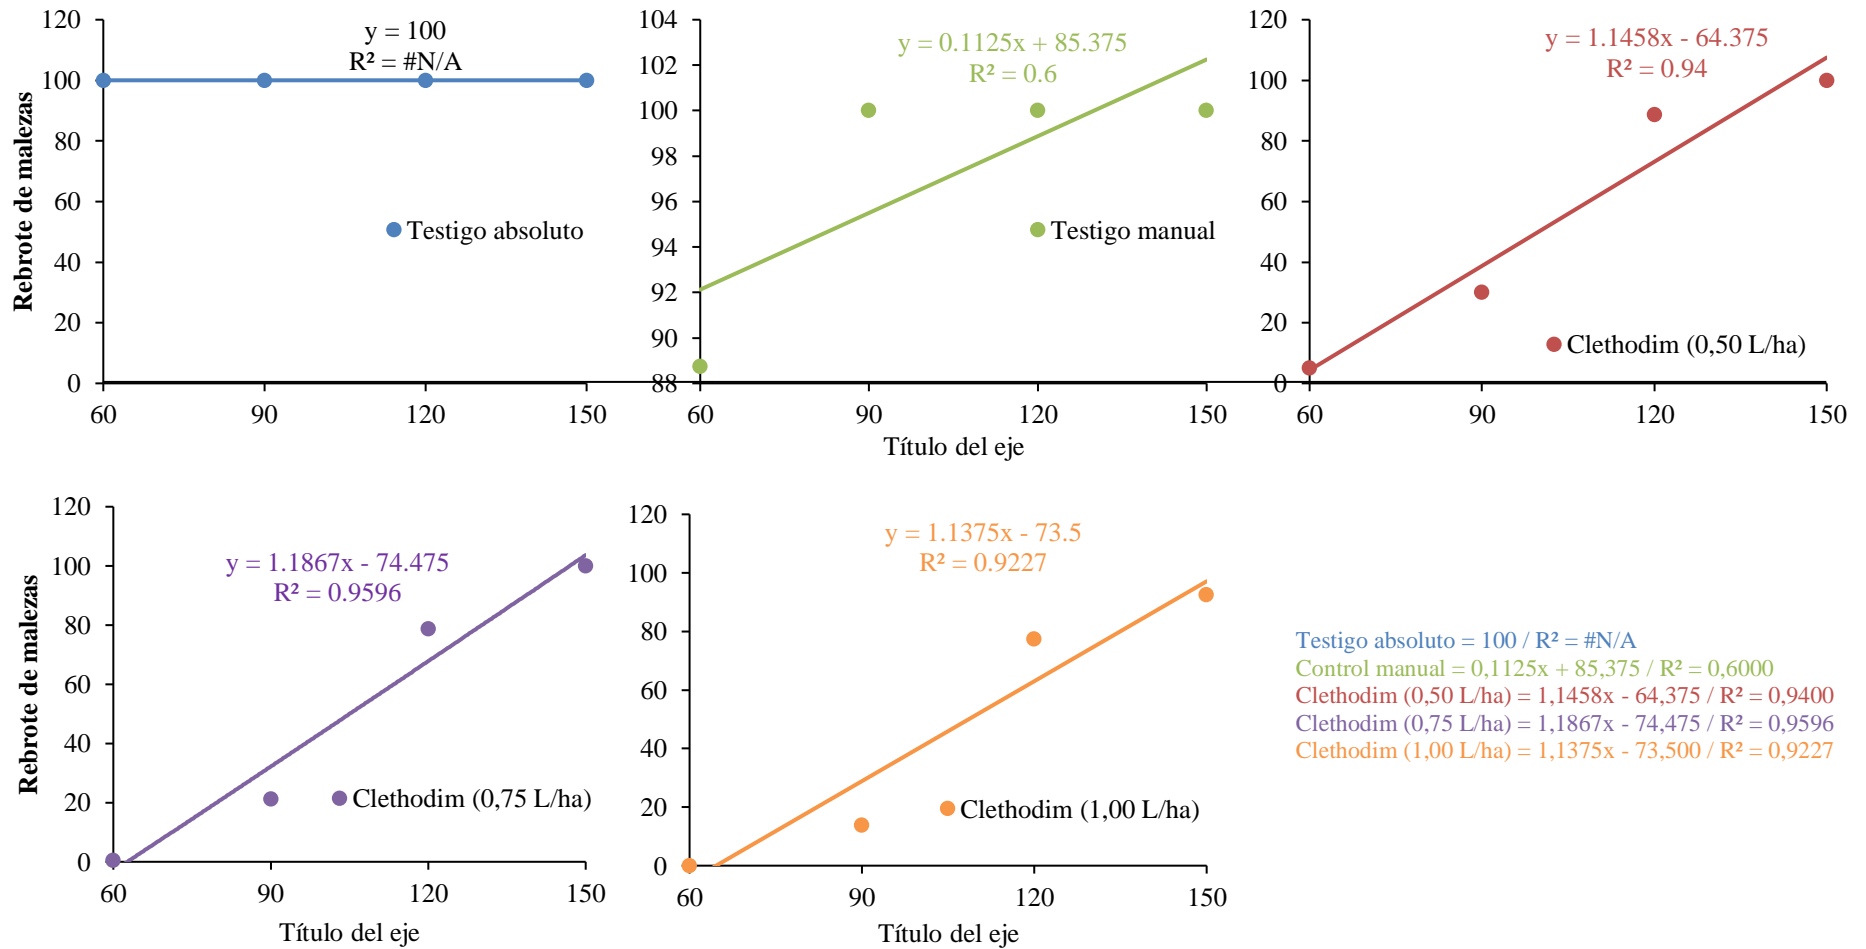 y = 100
R² = #N/A
120
100
80
60
40
20
0
60
90
120
150
Rebrote de malezas
Testigo absoluto
y = 0.1125x + 85.375
R² = 0.6
104
102
100
98
96
94
92
90
88
60
90
120
150
Testigo manual
Título del eje
y = 1.1458x - 64.375
R² = 0.94
120
100
80
60
40
20
0
60
90
120
150
Clethodim (0,50 L/ha)
y = 1.1867x - 74.475
R² = 0.9596
120
100
80
60
40
20
0
60
90
120
150
Rebrote de malezas
Clethodim (0,75 L/ha)
Título del eje
y = 1.1375x - 73.5
R² = 0.9227
120
100
80
60
40
20
0
60
90
120
150
Clethodim (1,00 L/ha)
Título del eje
Testigo absoluto = 100 / R² = #N/A
Control manual = 0,1125x + 85,375 / R² = 0,6000
Clethodim (0,50 L/ha) = 1,1458x - 64,375 / R² = 0,9400
Clethodim (0,75 L/ha) = 1,1867x - 74,475 / R² = 0,9596
Clethodim (1,00 L/ha) = 1,1375x - 73,500 / R² = 0,9227